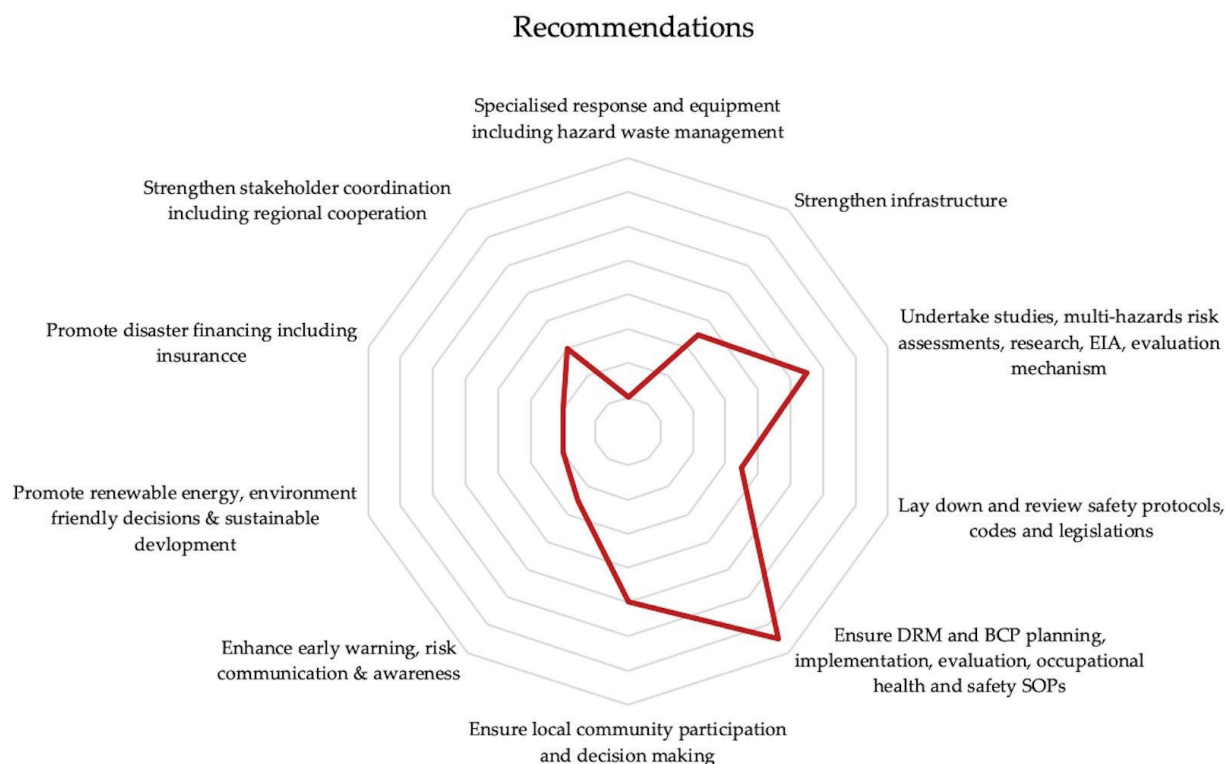 Recommendations
Specialised response and equipment
including hazard waste management
Strengthen infrastructure
Undertake studies, multi-hazards risk
assessments, research, EIA, evaluation
mechanism
Lay down and review safety protocols,
codes and legislations
Ensure DRM and BCP planning,
implementation, evaluation, occupational
health and safety SOPs
Ensure local community participation
and decision making
Enhance early warning, risk
communication & awareness
Promote renewable energy, environment
friendly decisions & sustainable
devlopment
Promote disaster financing including
insurancce
Strengthen stakeholder coordination
including regional cooperation